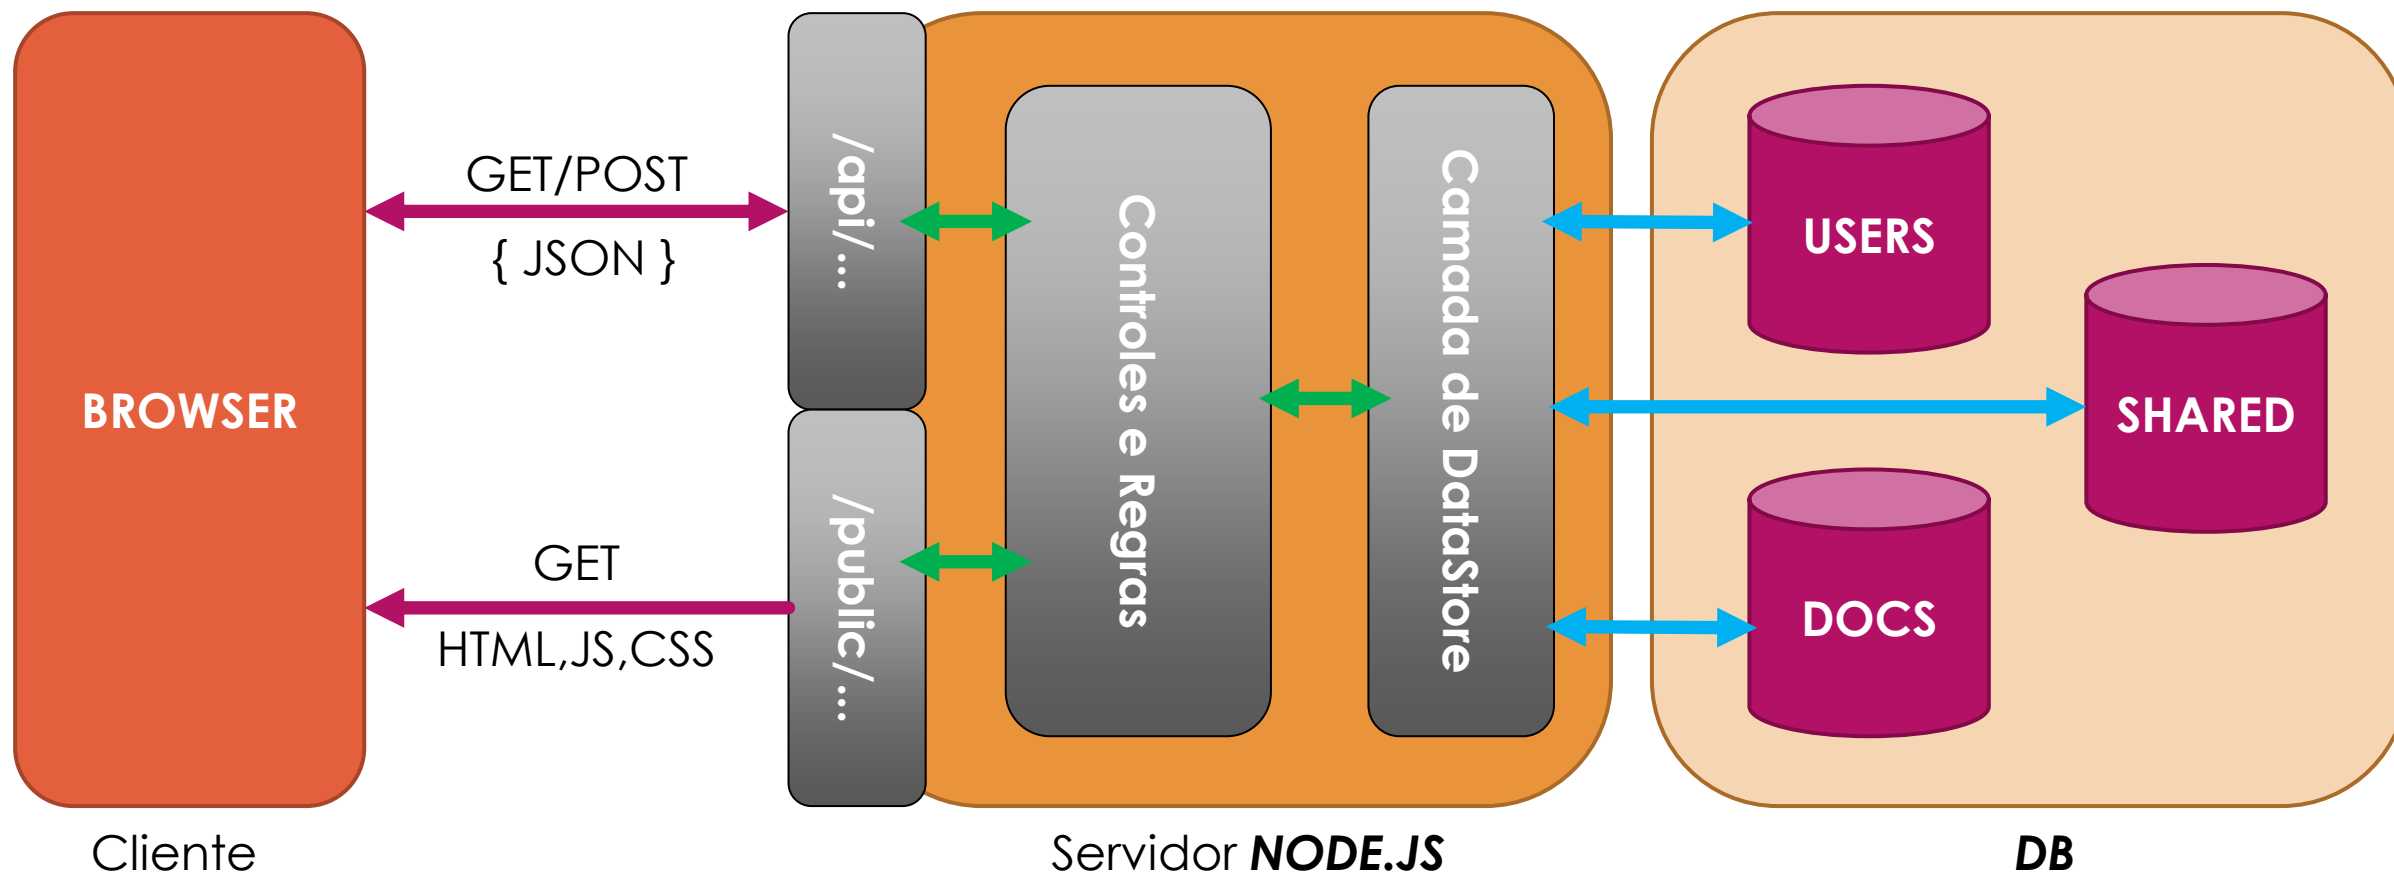 BROWSER
GET/POST
{ JSON }
GET
HTML,JS,CSS
/api/...
/public/...
Controles e Regras
Camada de DataStore
USERS
SHARED
DOCS
Cliente
Servidor NODE.JS
DB